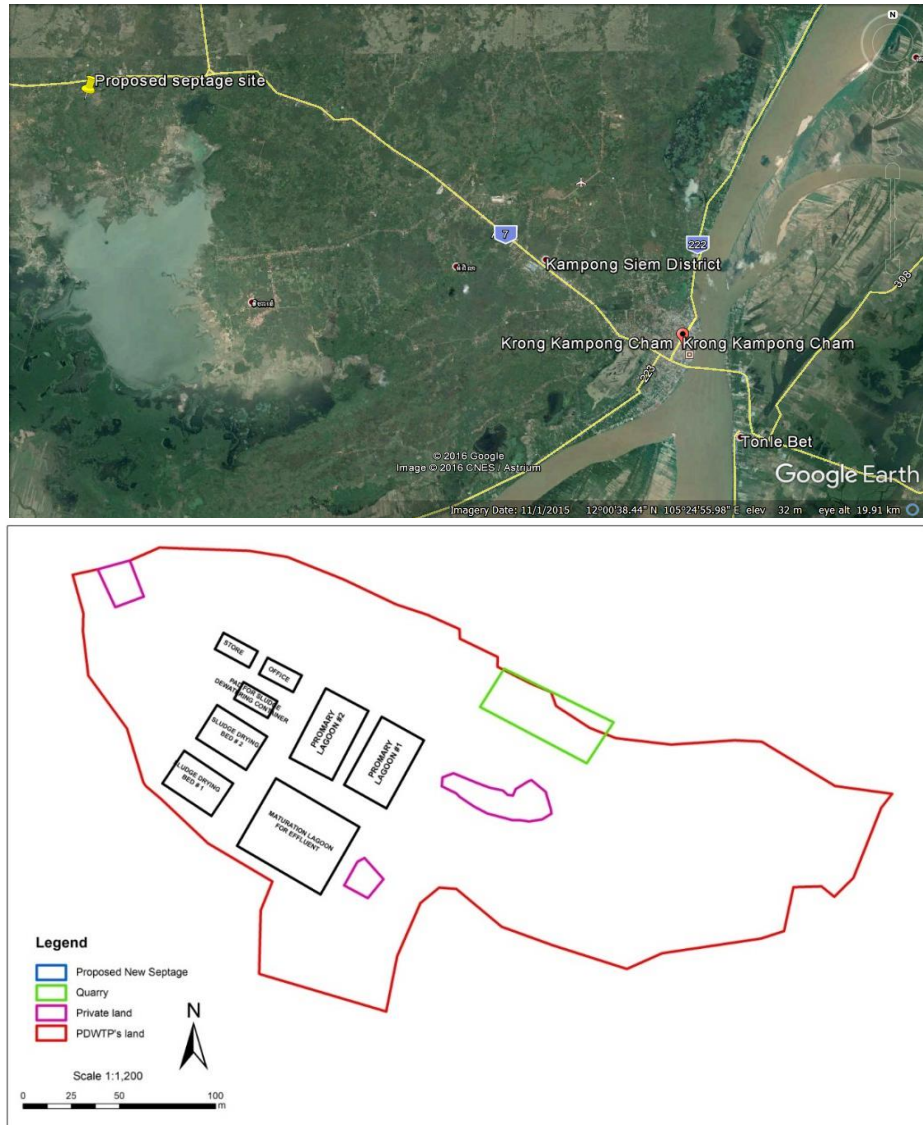 N
Proposed septage site
7
222
Kampong Siem District
308
Krong Kampong Cham
Krong Kampong Cham
223
Tonle Bet
© 2016 Google
Image © 2016 CNES / Astrium
Google Earth
Imagery Date: 11/1/2015 12°00'38.44" N 105°24'55.98" E elev 32 m eye alt 19.91 km
STORE
OFFICE
PAD FOR SLUDGE
DEWATERING CONTAINER
SLUDGE DRYING
BED # 2
SLUDGE DRYING
BED # 1
PROMARY
LAGOON #2
PROMARY
LAGOON #1
MATURATION LAGOON
FOR EFFLUENT
Legend
Proposed New Septage
Quarry
Private land
PDWTP's land
N
Scale 1:1,200
0 25 50 100
m